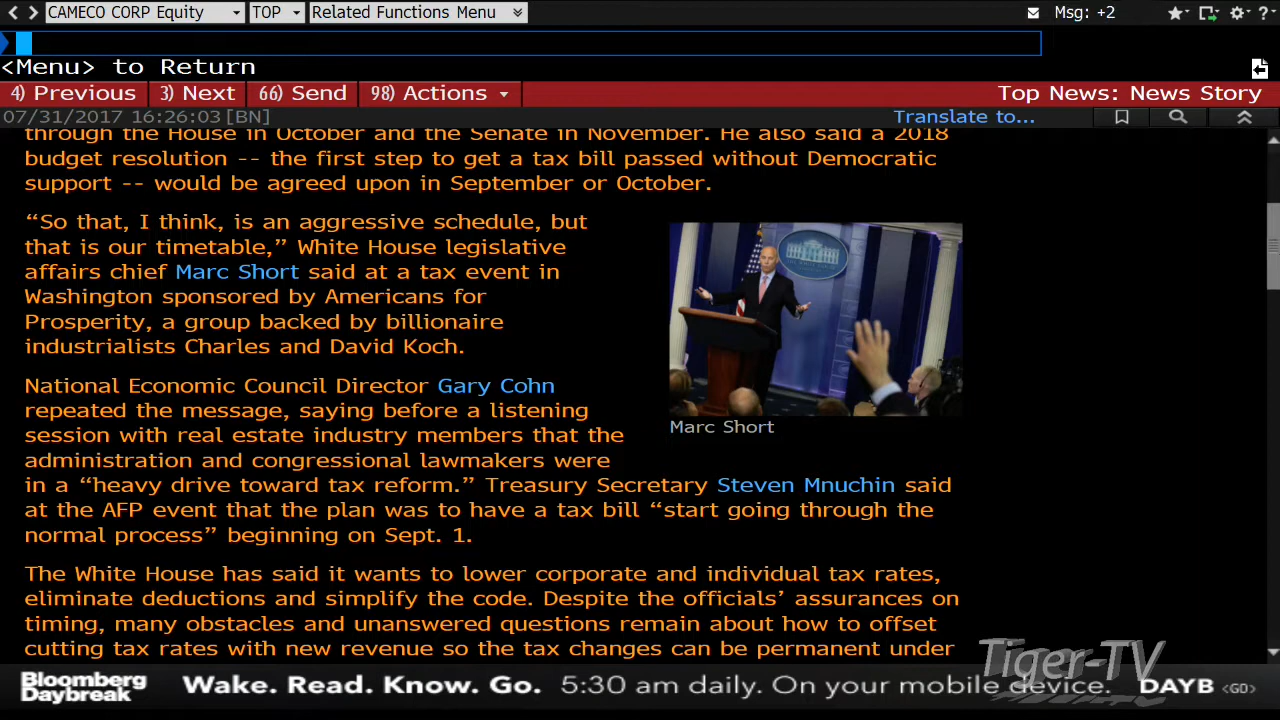 CAMECO CORP Equity TOP Related Functions Menu Msg: +2
<Menu> to Return
4) Previous 3) Next 66) Send 98) Actions Top News: News Story
07/31/2017 16:26:03 [BN] Translate to...
through the House in October and the Senate in November. He also said a 2018
budget resolution -- the first step to get a tax bill passed without Democratic
support -- would be agreed upon in September or October.
“So that, I think, is an aggressive schedule, but
that is our timetable,” White House legislative
affairs chief Marc Short said at a tax event in
Washington sponsored by Americans for
Prosperity, a group backed by billionaire
industrialists Charles and David Koch.
Marc Short
National Economic Council Director Gary Cohn
repeated the message, saying before a listening
session with real estate industry members that the
administration and congressional lawmakers were
in a “heavy drive toward tax reform.” Treasury Secretary Steven Mnuchin said
at the AFP event that the plan was to have a tax bill “start going through the
normal process” beginning on Sept. 1.
The White House has said it wants to lower corporate and individual tax rates,
eliminate deductions and simplify the code. Despite the officials’ assurances on
timing, many obstacles and unanswered questions remain about how to offset
cutting tax rates with new revenue so the tax changes can be permanent under
Tiger-TV
Bloomberg
Daybreak
Wake. Read. Know. Go. 5:30 am daily. On your mobile device. DAYB <GO>